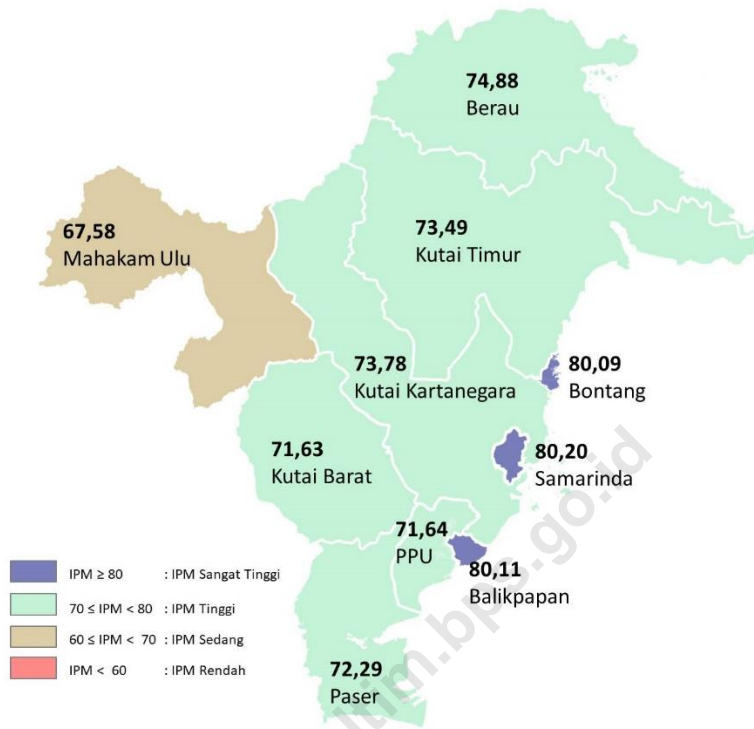 74,88
Berau
67,58
Mahakam Ulu
73,49
Kutai Timur
73,78
Kutai Kartanegara
80,09
Bontang
71,63
Kutai Barat
80,20
Samarinda
71,64
PPU
80,11
Balikpapan
72,29
Paser
IPM ≥ 80 : IPM Sangat Tinggi
70 ≤ IPM < 80 : IPM Tinggi
60 ≤ IPM < 70 : IPM Sedang
IPM < 60 : IPM Rendah
ltim.bps.go.id